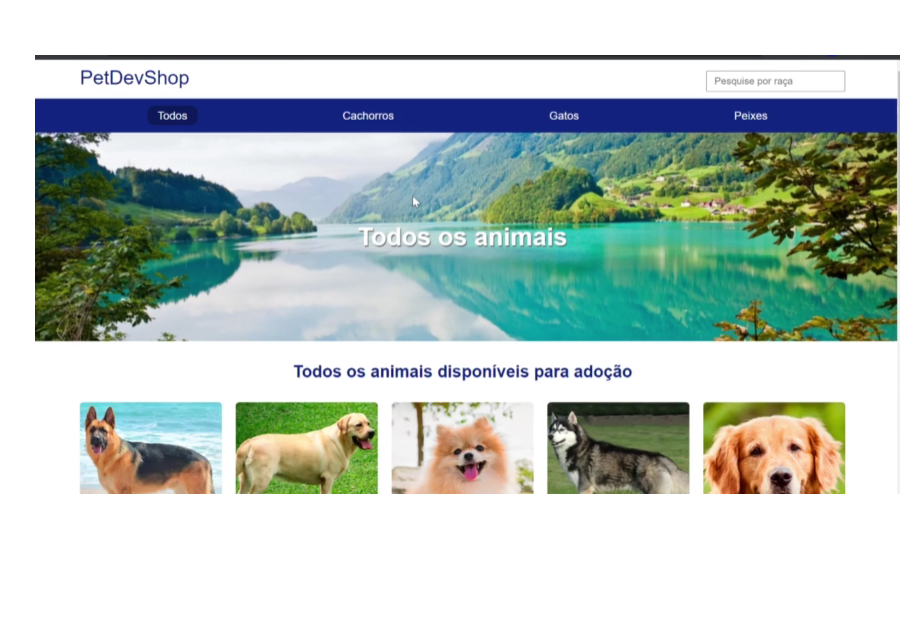 PetDevShop
Pesquise por raça
Todos Cachorros Gatos Peixes
Todos os animais
Todos os animais disponíveis para adoção